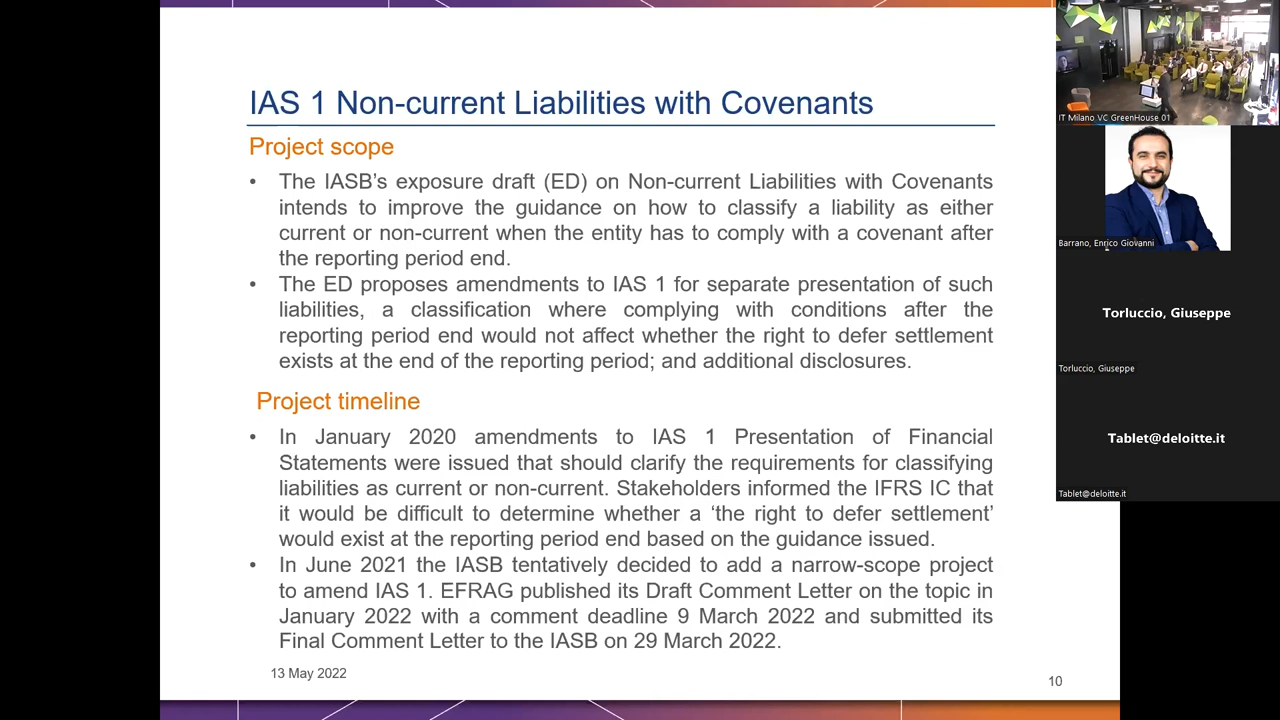 IAS 1 Non-current Liabilities with Covenants
Project scope
• The IASB’s exposure draft (ED) on Non-current Liabilities with Covenants
intends to improve the guidance on how to classify a liability as either
current or non-current when the entity has to comply with a covenant after
the reporting period end.
• The ED proposes amendments to IAS 1 for separate presentation of such
liabilities, a classification where complying with conditions after the
reporting period end would not affect whether the right to defer settlement
exists at the end of the reporting period; and additional disclosures.
Project timeline
• In January 2020 amendments to IAS 1 Presentation of Financial
Statements were issued that should clarify the requirements for classifying
liabilities as current or non-current. Stakeholders informed the IFRS IC that
it would be difficult to determine whether a ‘the right to defer settlement’
would exist at the reporting period end based on the guidance issued.
• In June 2021 the IASB tentatively decided to add a narrow-scope project
to amend IAS 1. EFRAG published its Draft Comment Letter on the topic in
January 2022 with a comment deadline 9 March 2022 and submitted its
Final Comment Letter to the IASB on 29 March 2022.
13 May 2022
10
IT Milano VC GreenHouse 01
Barrano, Enrico Giovanni
Torluccio, Giuseppe
Torluccio, Giuseppe
Tablet@deloitte.it
Tablet@deloitte.it